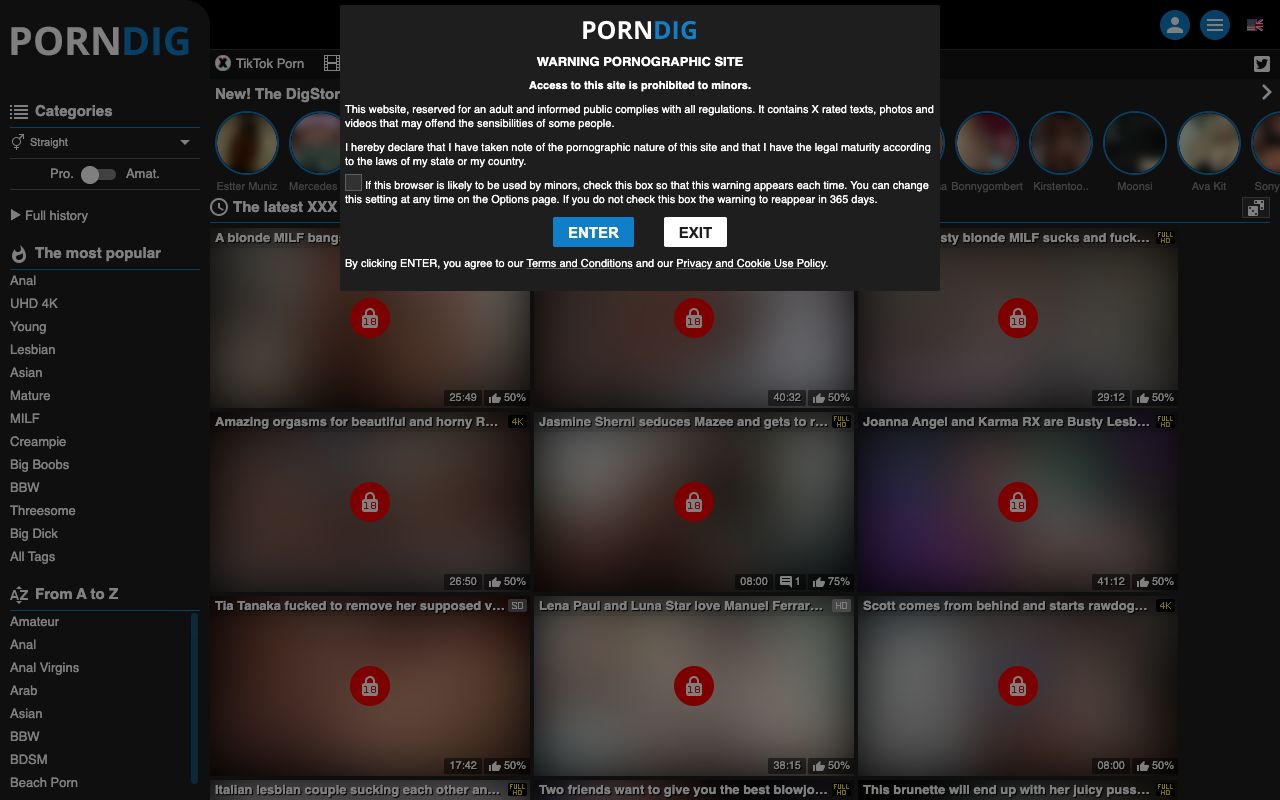 PORNDIG
Categories
Straight
Pro. Amat.
Full history
The most popular
Anal
UHD 4K
Young
Lesbian
Asian
Mature
MILF
Creampie
Big Boobs
BBW
Threesome
Big Dick
All Tags
From A to Z
Amateur
Anal
Anal Virgins
Arab
Asian
BBW
BDSM
Beach Porn
TikTok Porn
New! The DigStor
PORNDIG
WARNING PORNOGRAPHIC SITE
Access to this site is prohibited to minors.
This website, reserved for an adult and informed public complies with all regulations. It contains X rated texts, photos and
videos that may offend the sensibilities of some people.
I hereby declare that I have taken note of the pornographic nature of this site and that I have the legal maturity according
to the laws of my state or my country.
If this browser is likely to be used by minors, check this box so that this warning appears each time. You can change
this setting at any time on the Options page. If you do not check this box the warning to reappear in 365 days.
ENTER EXIT
By clicking ENTER, you agree to our Terms and Conditions and our Privacy and Cookie Use Policy.
Estter Muniz Mercedes Bonnygombert Kirstentoo.. Moonsi Ava Kit Sony
The latest XXX
A blonde MILF bang
sty blonde MILF sucks and fuck... FULL HD
18 18 18
25:49 50% 40:32 50% 29:12 50%
Amazing orgasms for beautiful and horny R... 4K Jasmine Sherni seduces Mazee and gets to r... FULL HD Joanna Angel and Karma RX are Busty Lesb... FULL HD
18 18 18
26:50 50% 08:00 1 75% 41:12 50%
Tia Tanaka fucked to remove her supposed v... SD Lena Paul and Luna Star love Manuel Ferrar... HD Scott comes from behind and starts rawdog... 4K
18 18 18
17:42 50% 38:15 50% 08:00 50%
Italian lesbian couple sucking each other an... FULL HD Two friends want to give you the best blowjo... FULL HD This brunette will end up with her juicy puss... FULL HD